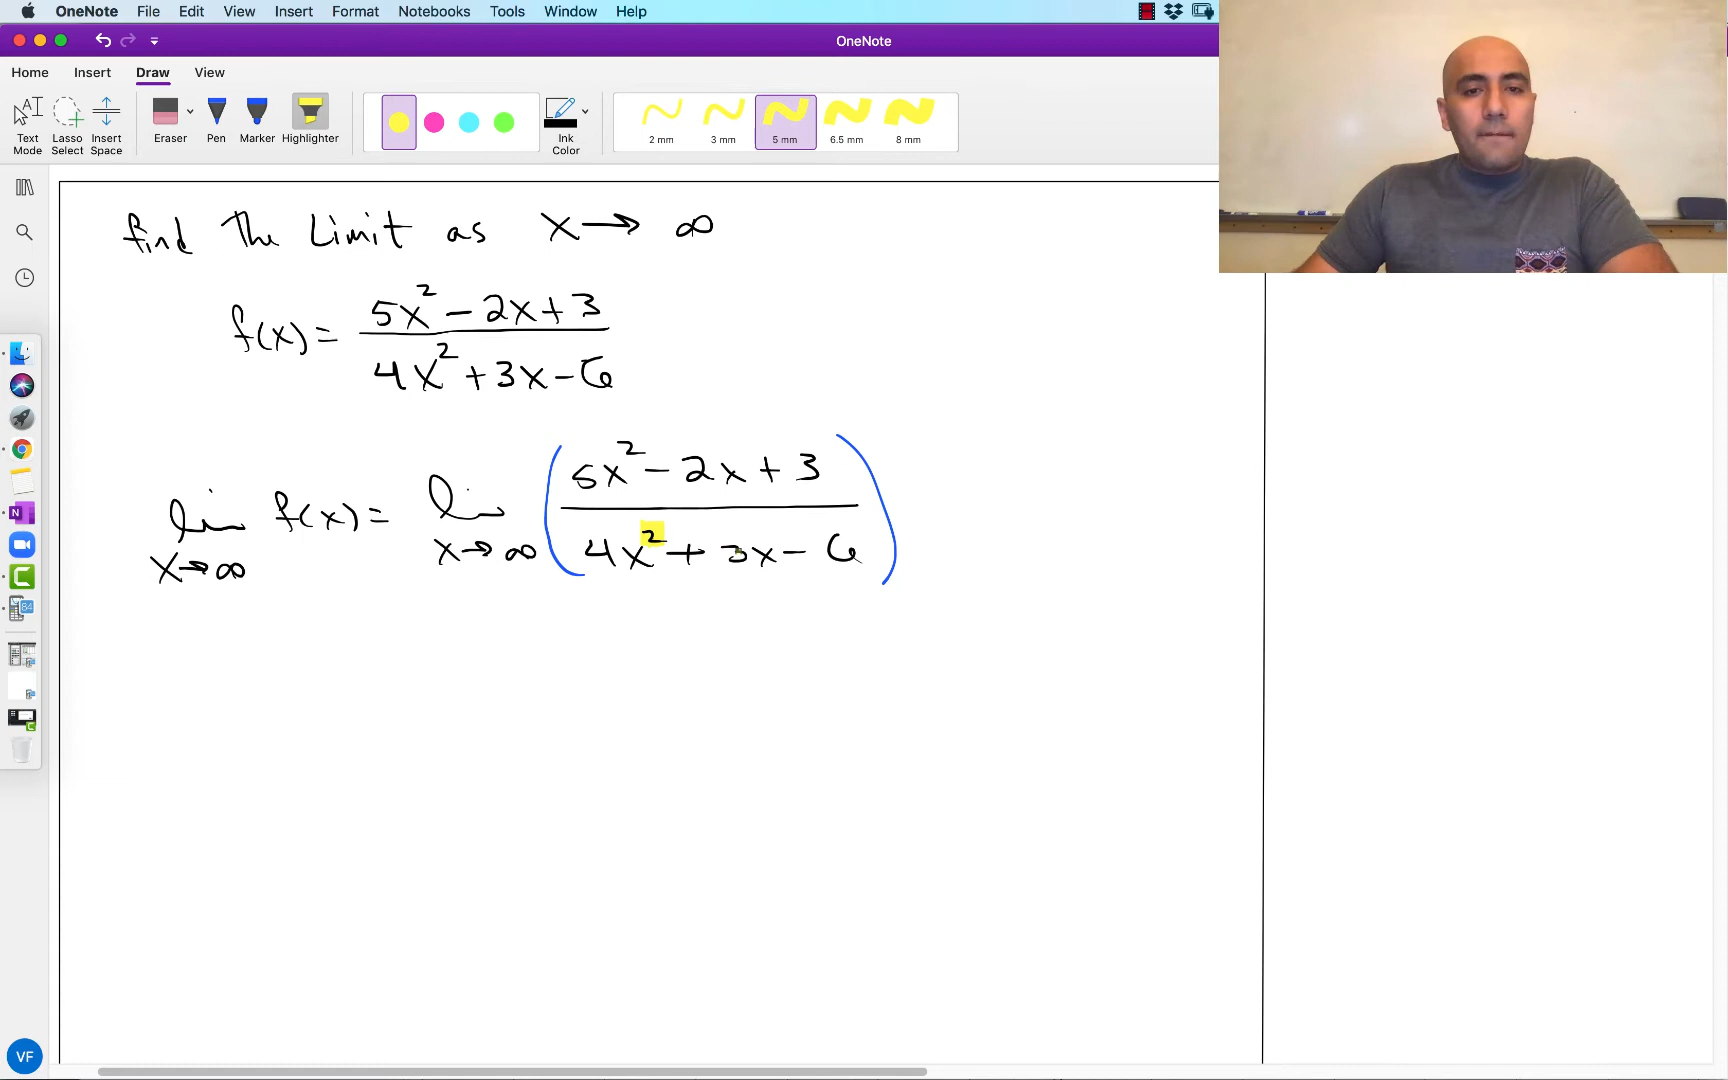 OneNote File Edit View Insert Format Notebooks Tools Window Help
OneNote
Home Insert Draw View
Text Mode
Lasso Select
Insert Space
Eraser
Pen
Marker
Highlighter
Ink Color
2 mm
3 mm
5 mm
6.5 mm
8 mm
find the Limit as x → ∞
f(x) = (5x² − 2x + 3) / (4x² + 3x − 6)
lim x→∞ f(x) = lim x→∞ ( (5x² − 2x + 3) / (4x² + 3x − 6) )
N
84
VF